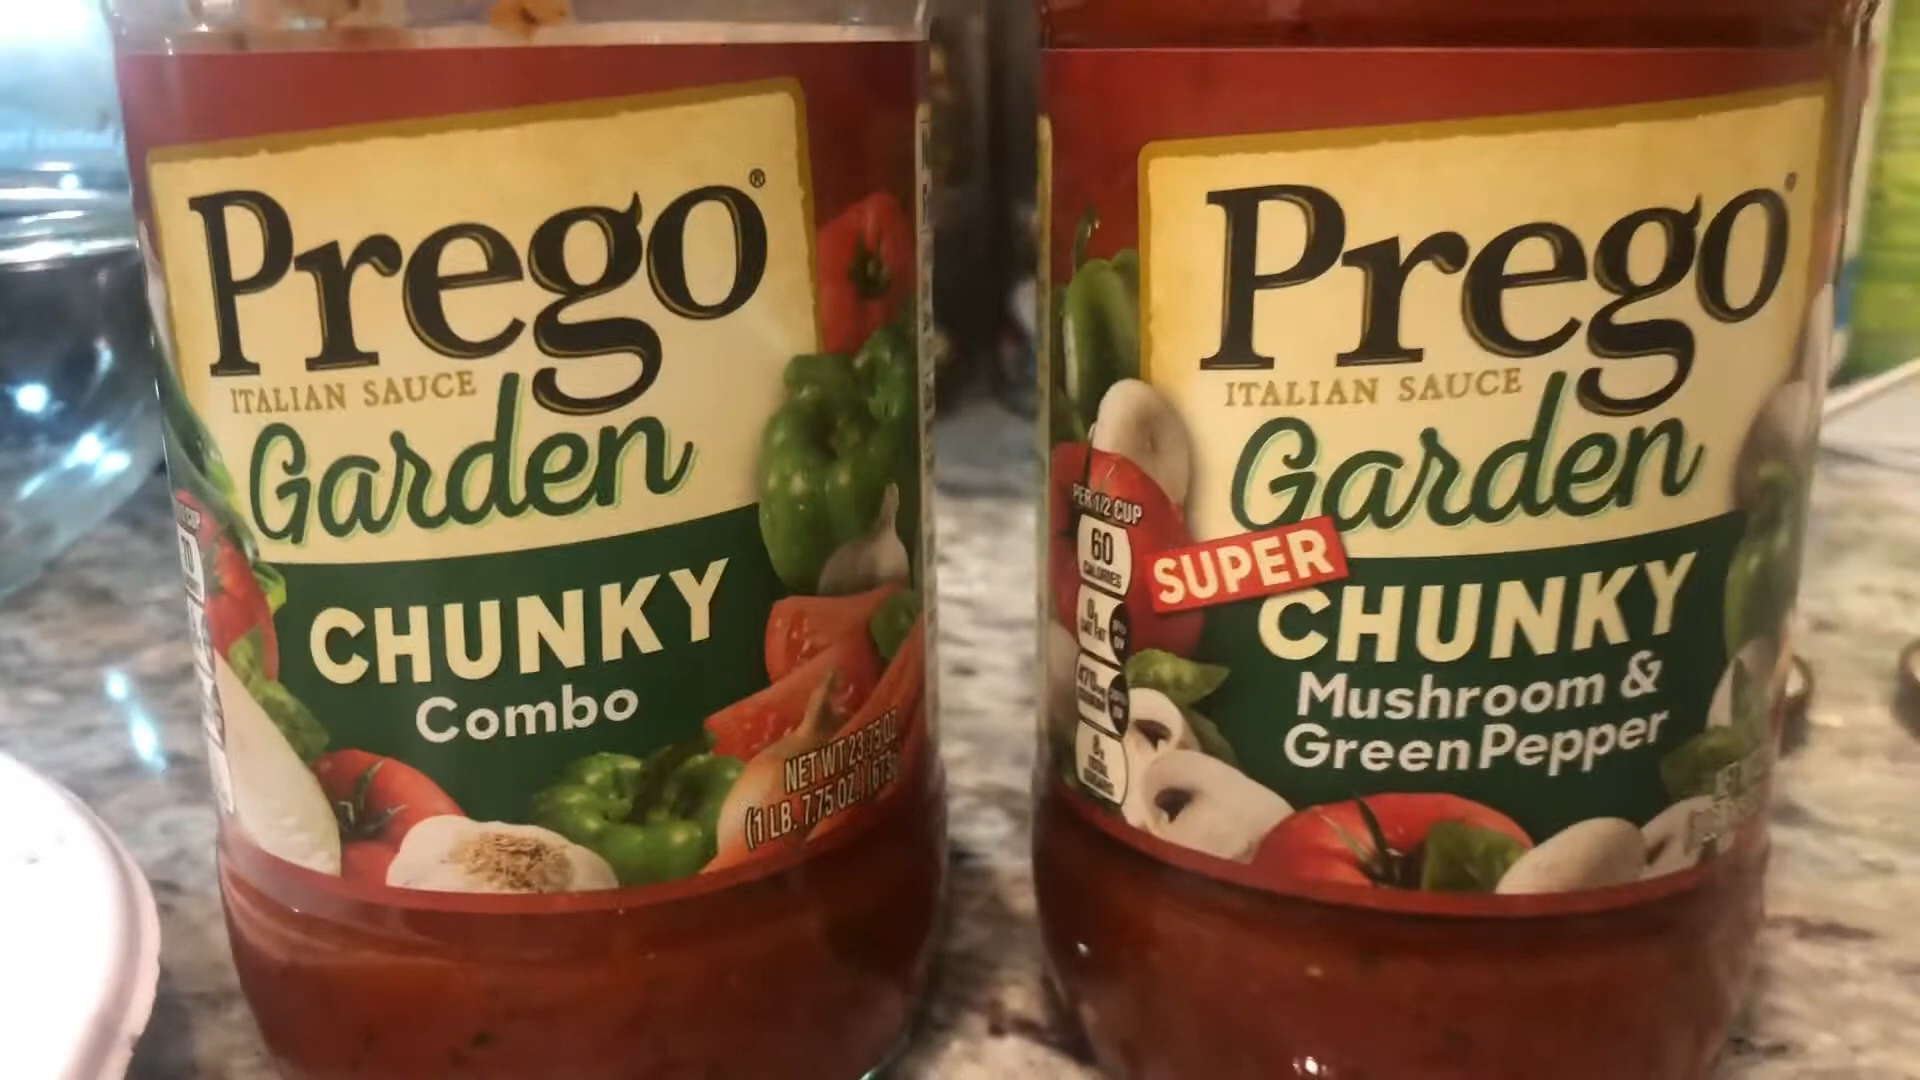 Prego®
ITALIAN SAUCE
Garden
CHUNKY
Combo
NET WT 23.75 OZ
(1 LB. 7.75 OZ.)
Prego®
ITALIAN SAUCE
Garden
SUPER
CHUNKY
Mushroom &
Green Pepper
PER 1/2 CUP
60
CALORIES